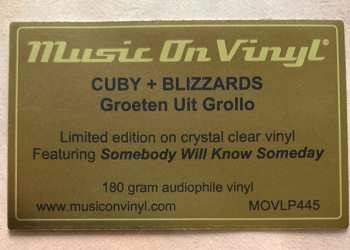 Music On Vinyl®
CUBY + BLIZZARDS
Groeten Uit Grollo
Limited edition on crystal clear vinyl
Featuring Somebody Will Know Someday
180 gram audiophile vinyl
www.musiconvinyl.com MOVLP445